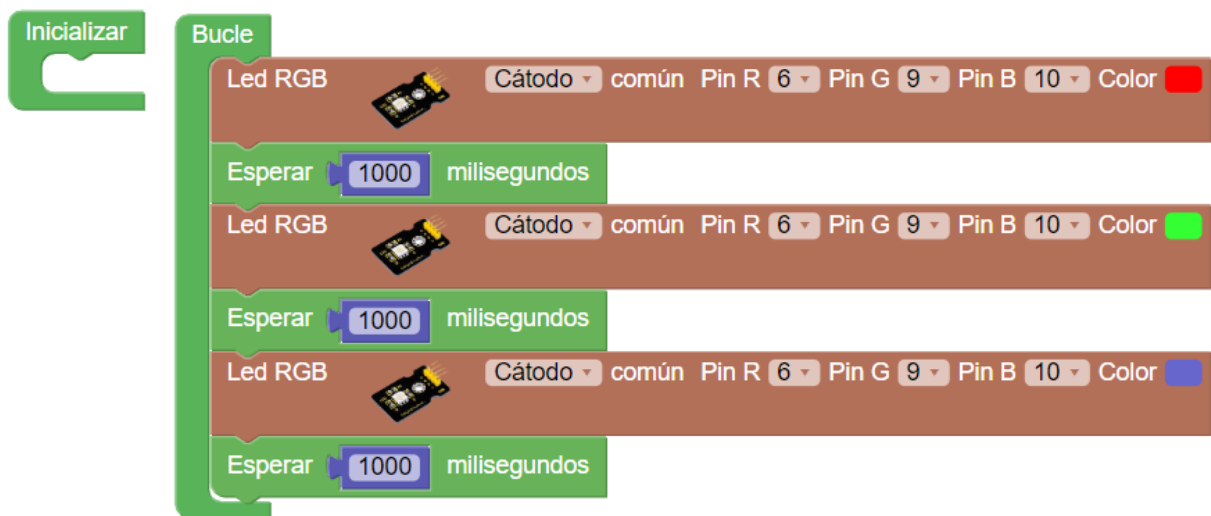 Inicializar
Bucle
Led RGB Cátodo común Pin R 6 Pin G 9 Pin B 10 Color
Esperar 1000 milisegundos
Led RGB Cátodo común Pin R 6 Pin G 9 Pin B 10 Color
Esperar 1000 milisegundos
Led RGB Cátodo común Pin R 6 Pin G 9 Pin B 10 Color
Esperar 1000 milisegundos